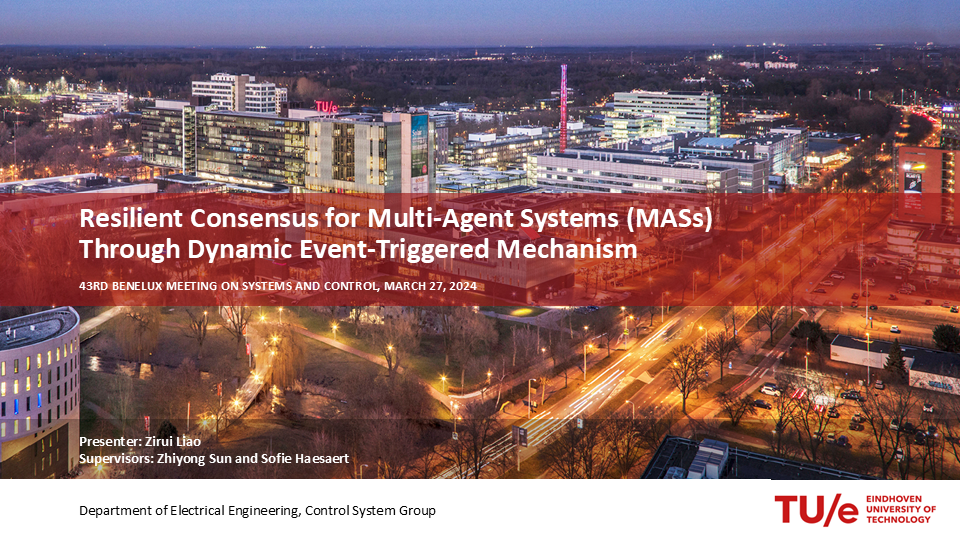 TU/e
Resilient Consensus for Multi-Agent Systems (MASs)
Through Dynamic Event-Triggered Mechanism
43RD BENELUX MEETING ON SYSTEMS AND CONTROL, MARCH 27, 2024
Presenter: Zirui Liao
Supervisors: Zhiyong Sun and Sofie Haesaert
Department of Electrical Engineering, Control System Group
TU/e
EINDHOVEN
UNIVERSITY OF
TECHNOLOGY